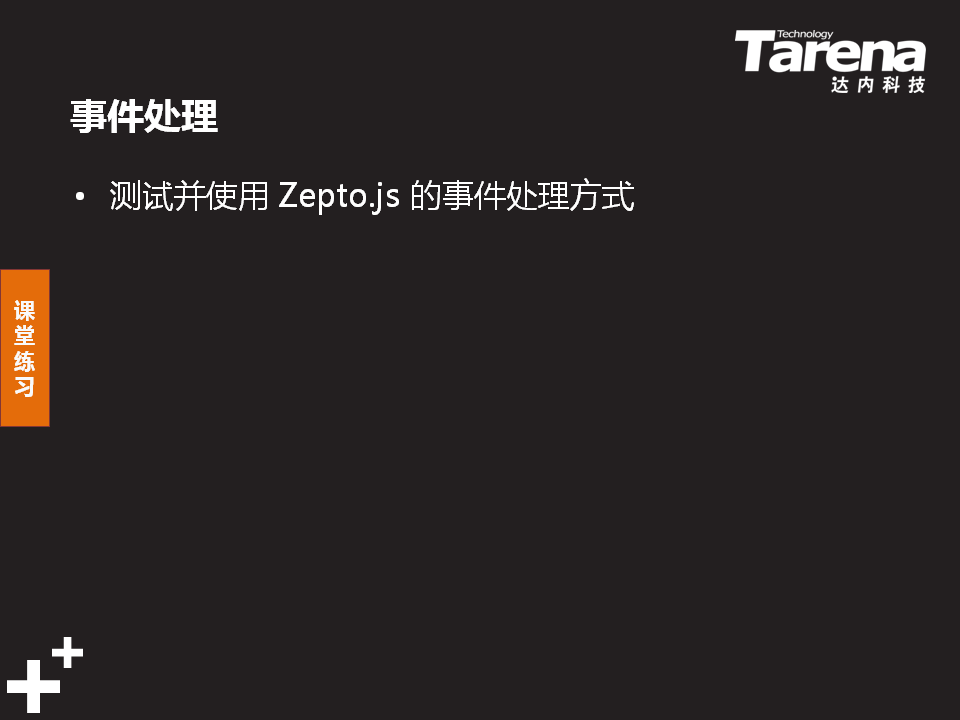 Technology
Tarena
达内科技
事件处理
• 测试并使用 Zepto.js 的事件处理方式
课
堂
练
习